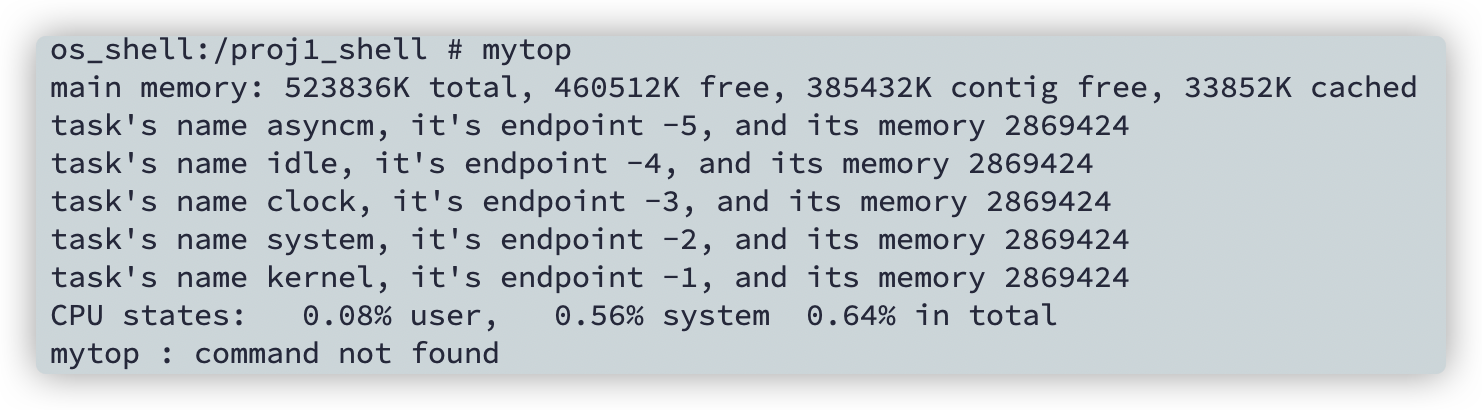 os_shell:/proj1_shell # mytop
main memory: 523836K total, 460512K free, 385432K contig free, 33852K cached
task's name asyncm, it's endpoint -5, and its memory 2869424
task's name idle, it's endpoint -4, and its memory 2869424
task's name clock, it's endpoint -3, and its memory 2869424
task's name system, it's endpoint -2, and its memory 2869424
task's name kernel, it's endpoint -1, and its memory 2869424
CPU states:   0.08% user,   0.56% system  0.64% in total
mytop : command not found